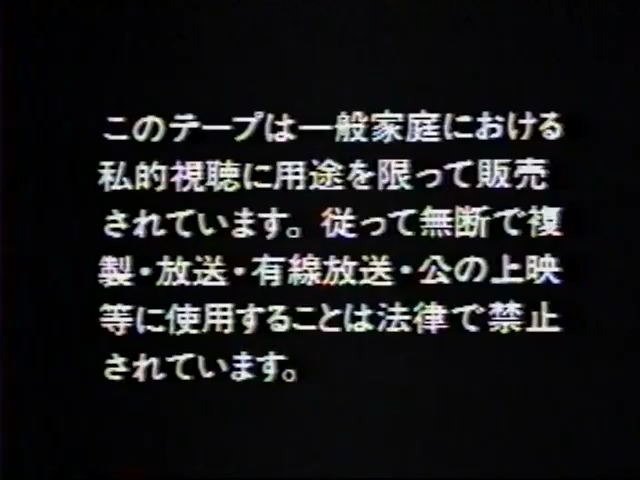 このテープは一般家庭における
私的視聴に用途を限って販売
されています。従って無断で複
製・放送・有線放送・公の上映
等に使用することは法律で禁止
されています。